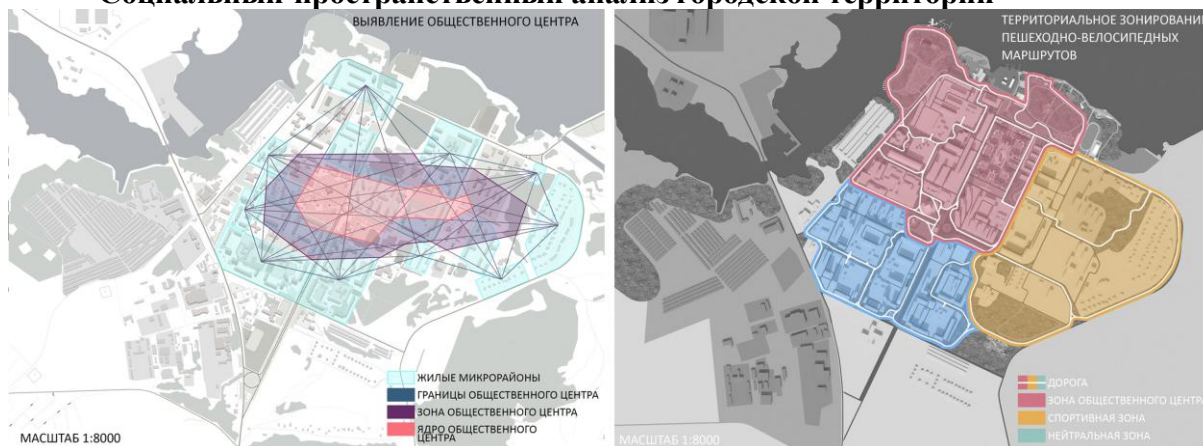 Социальный пространственный анализ городской территории
ВЫЯВЛЕНИЕ ОБЩЕСТВЕННОГО ЦЕНТРА
ЖИЛЫЕ МИКРОРАЙОНЫ
ГРАНИЦЫ ОБЩЕСТВЕННОГО ЦЕНТРА
ЗОНА ОБЩЕСТВЕННОГО ЦЕНТРА
ЯДРО ОБЩЕСТВЕННОГО
ЦЕНТРА
МАСШТАБ 1:8000
ТЕРРИТОРИАЛЬНОЕ ЗОНИРОВАНИ
ПЕШЕХОДНО-ВЕЛОСИПЕДНЫХ
МАРШРУТОВ
ДОРОГА
ЗОНА ОБЩЕСТВЕННОГО ЦЕНТРА
СПОРТИВНАЯ ЗОНА
НЕЙТРАЛЬНАЯ ЗОНА
МАСШТАБ 1:8000